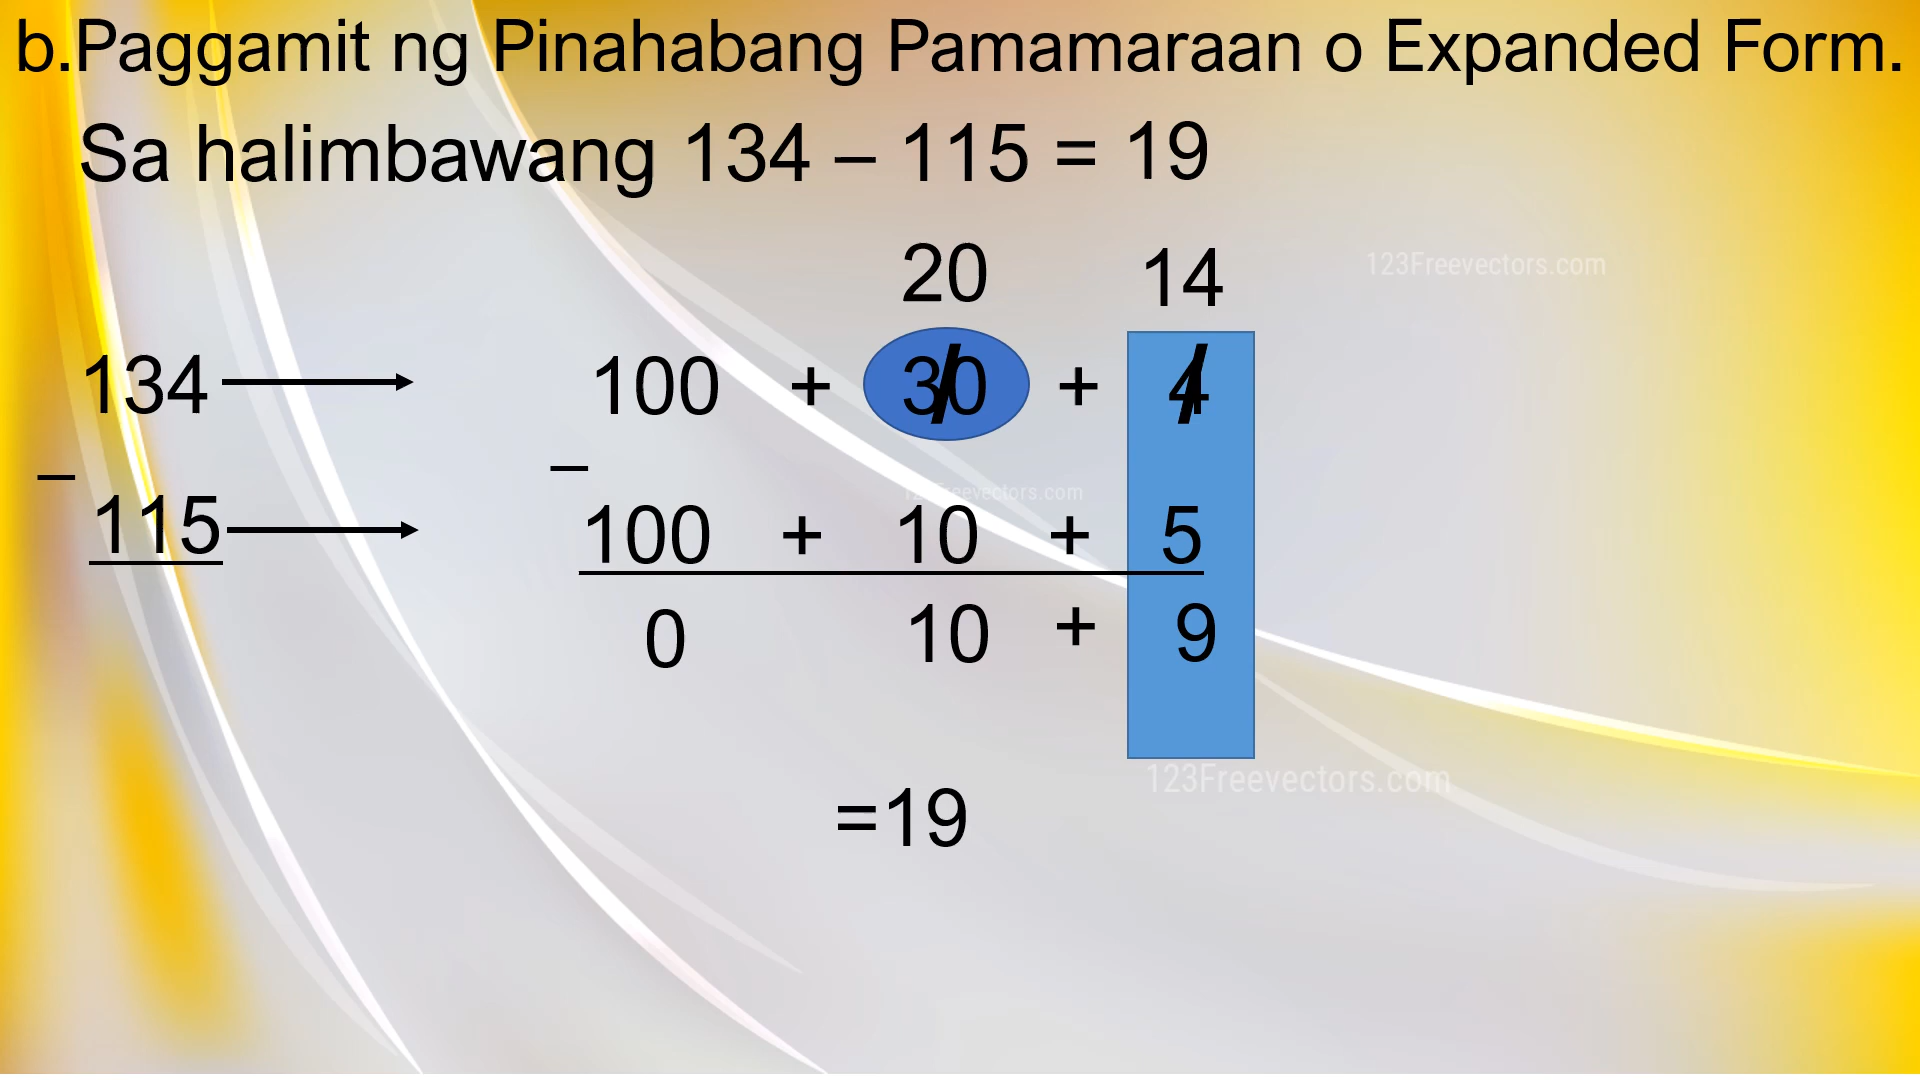 b.Paggamit ng Pinahabang Pamamaraan o Expanded Form.
Sa halimbawang 134 – 115 = 19
20 14
123Freevectors.com
134 100 + 30 + 4
– –
123Freevectors.com
115 100 + 10 + 5
0 10 + 9
123Freevectors.com
=19